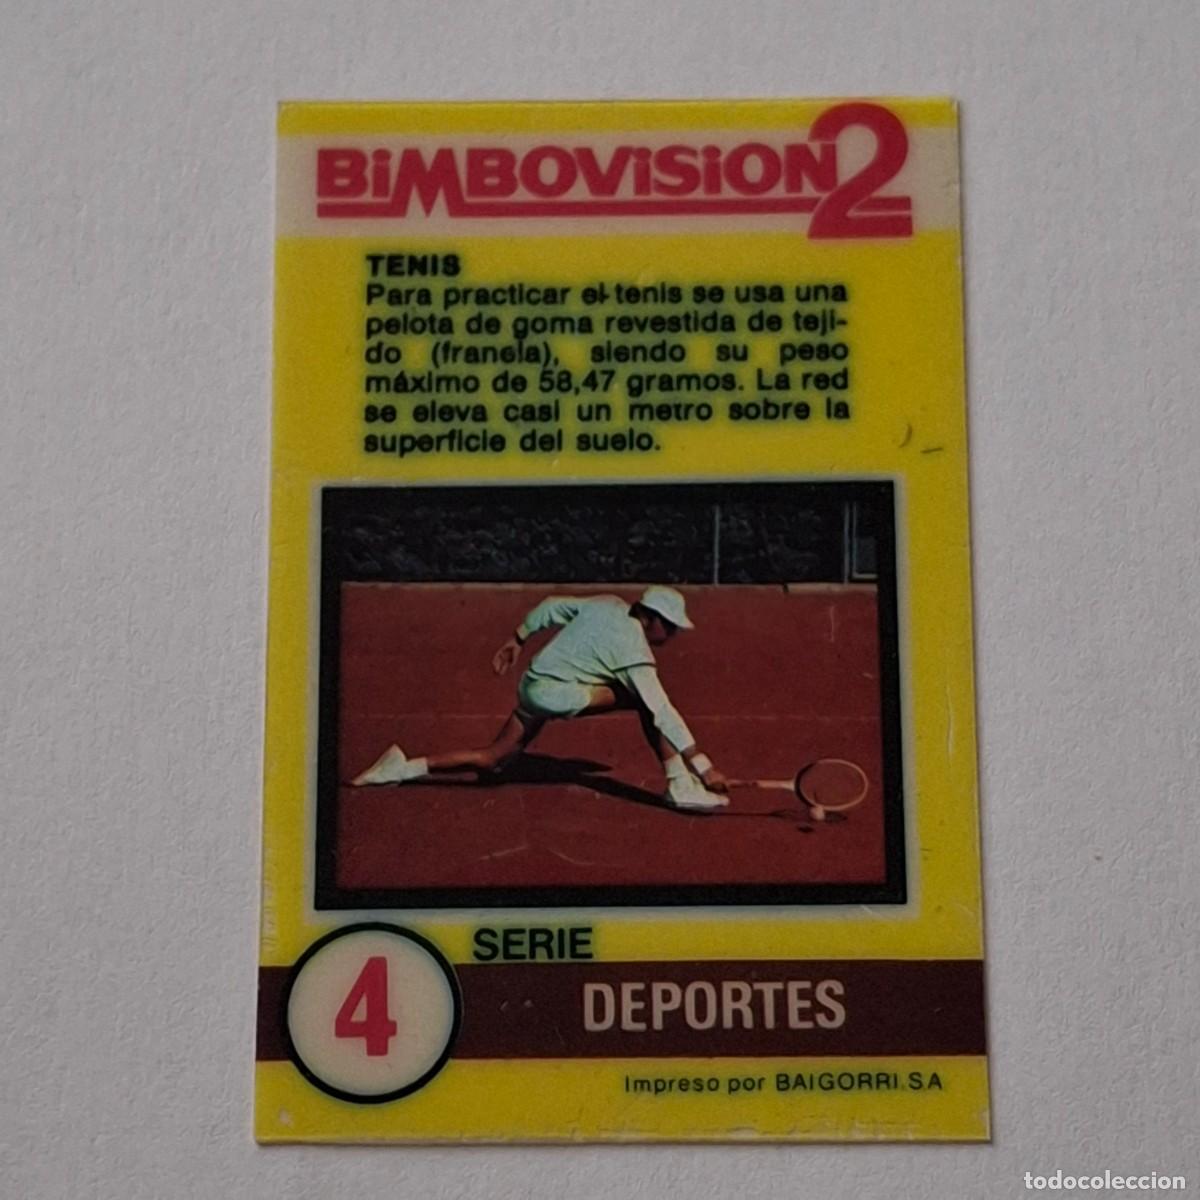 BiMBOViSiON2
TENIS
Para practicar el tenis se usa una
pelota de goma revestida de teji-
do (franela), siendo su peso
máximo de 58,47 gramos. La red
se eleva casi un metro sobre la
superficie del suelo.
SERIE
4
DEPORTES
Impreso por BAIGORRI.S.A
todocoleccion